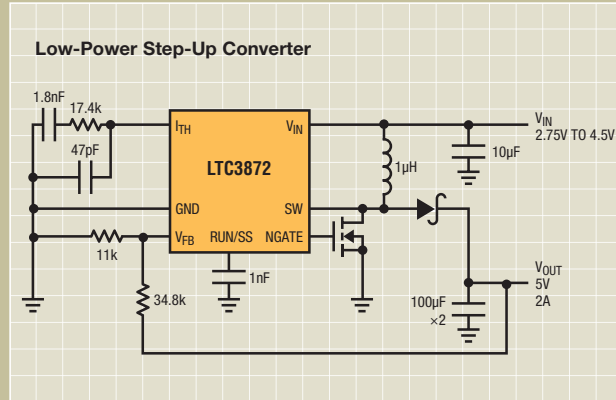 Low-Power Step-Up Converter
1.8nF
17.4k
47pF
ITH
VIN
LTC3872
GND
SW
VFB
RUN/SS
NGATE
11k
34.8k
1nF
1µH
10µF
VIN
2.75V TO 4.5V
100µF
×2
VOUT
5V
2A